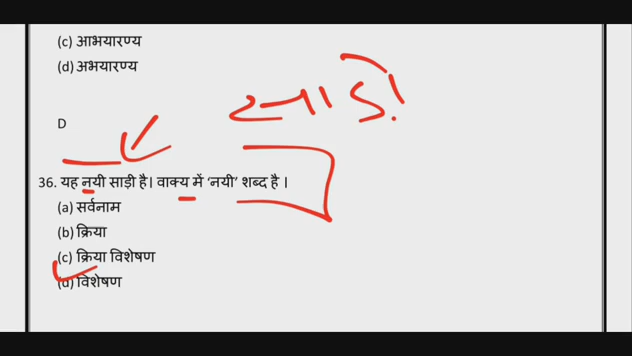 (c) आभयारण्य
(d) अभयारण्य
साड़ी
D
36. यह नयी साड़ी है। वाक्य में ‘नयी’ शब्द है ।
(a) सर्वनाम
(b) क्रिया
(c) क्रिया विशेषण
(d) विशेषण